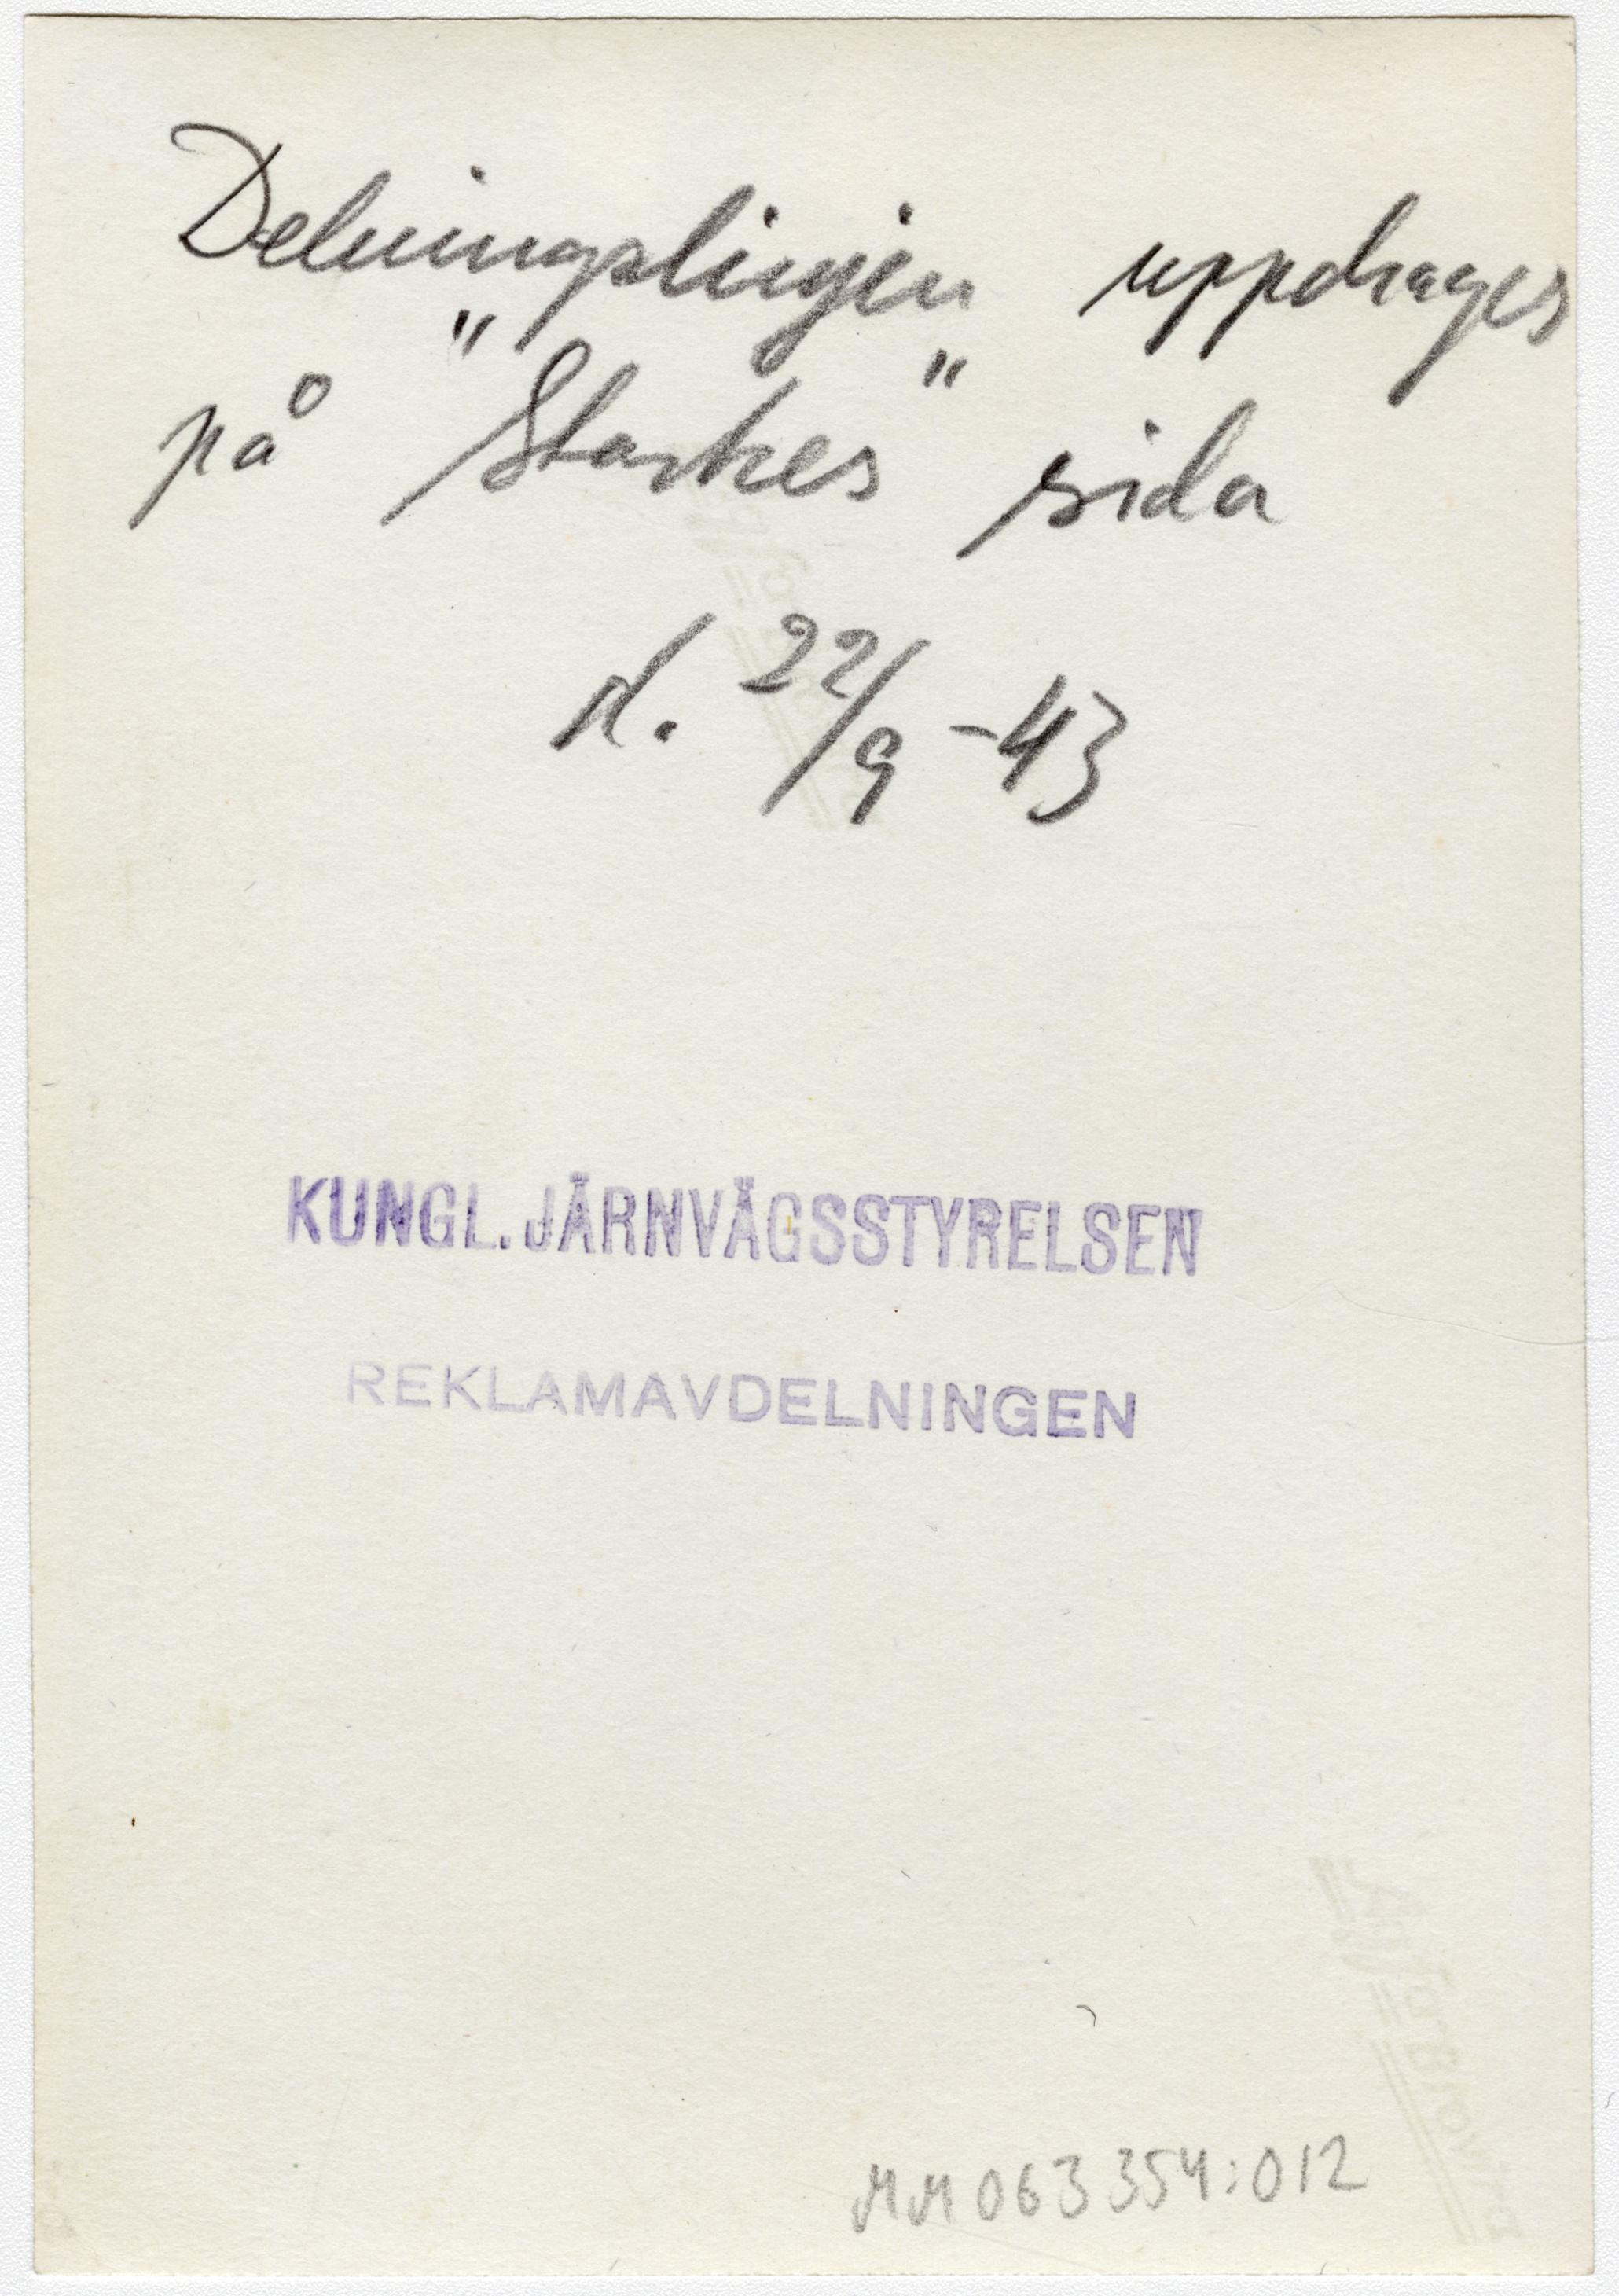 Delningslinjen uppdrages
på "Starkes" sida
d. 22/9 -43
KUNGL. JÄRNVÄGSSTYRELSEN
REKLAMAVDELNINGEN
MM 063354:012